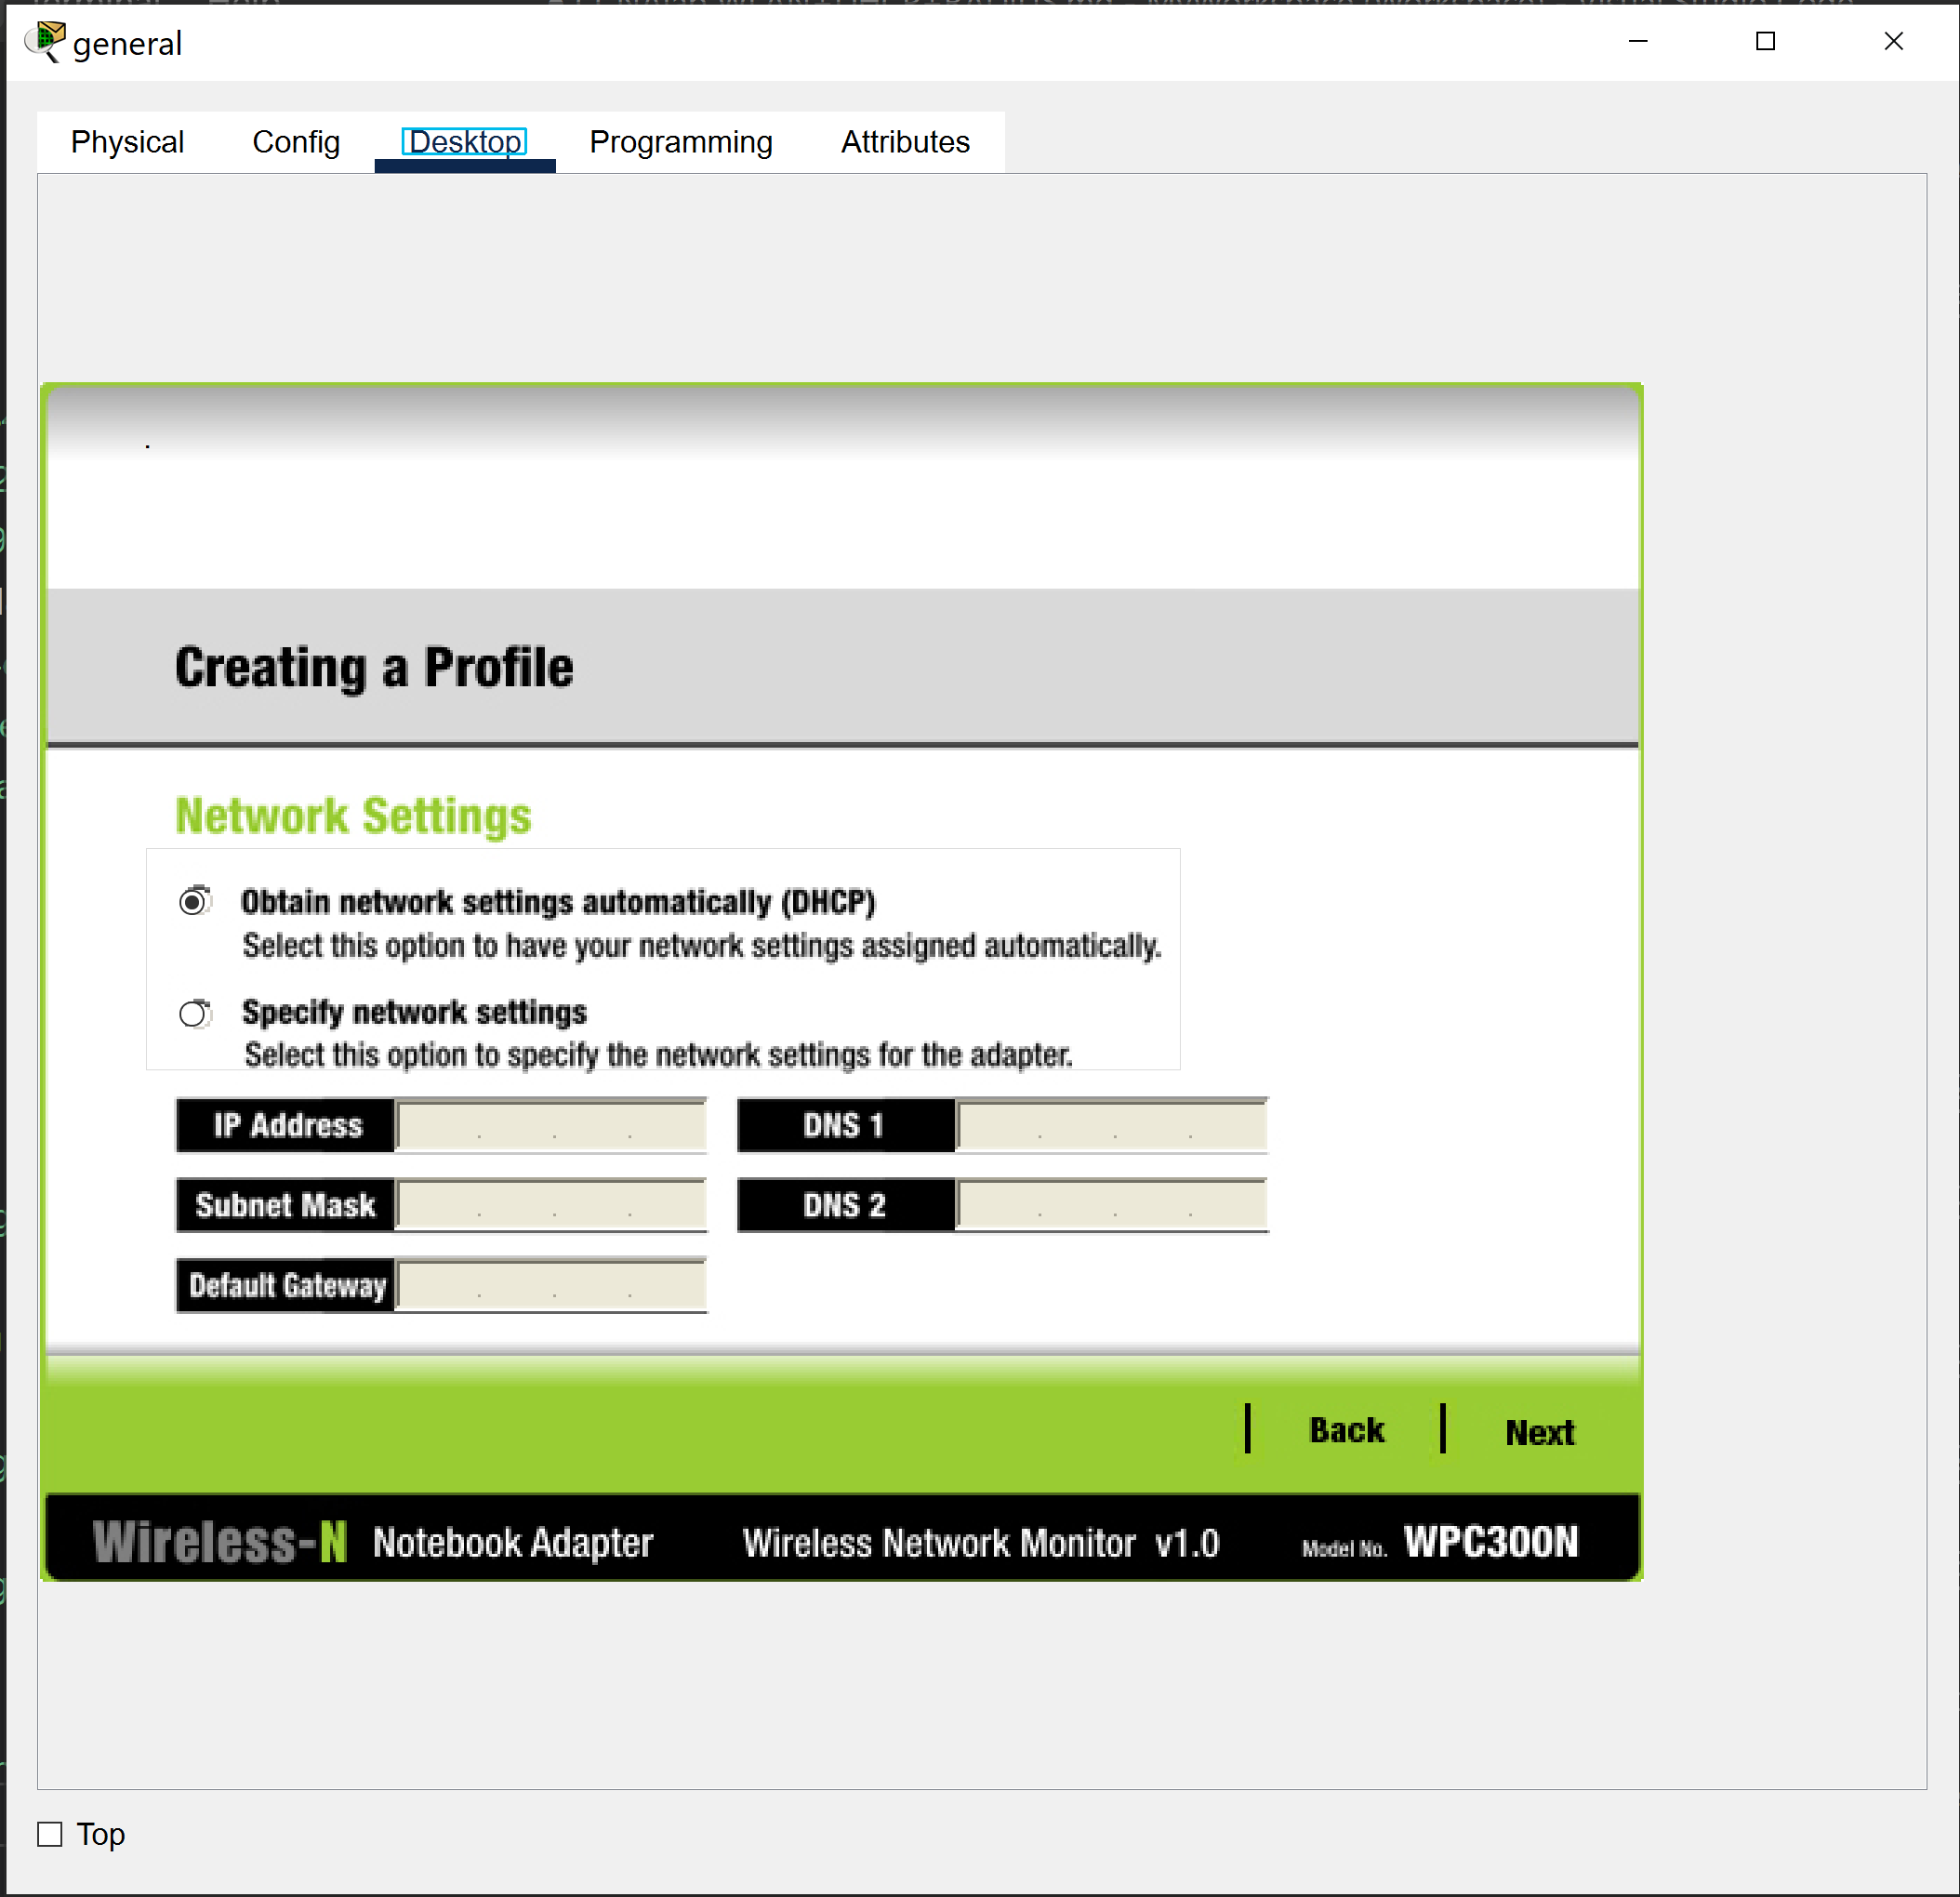 general
Physical Config Desktop Programming Attributes
Creating a Profile
Network Settings
Obtain network settings automatically (DHCP)
Select this option to have your network settings assigned automatically.
Specify network settings
Select this option to specify the network settings for the adapter.
IP Address . . . DNS 1 . . .
Subnet Mask . . . DNS 2 . . .
Default Gateway . . .
Back Next
Wireless-N Notebook Adapter Wireless Network Monitor v1.0 Model No. WPC300N
Top